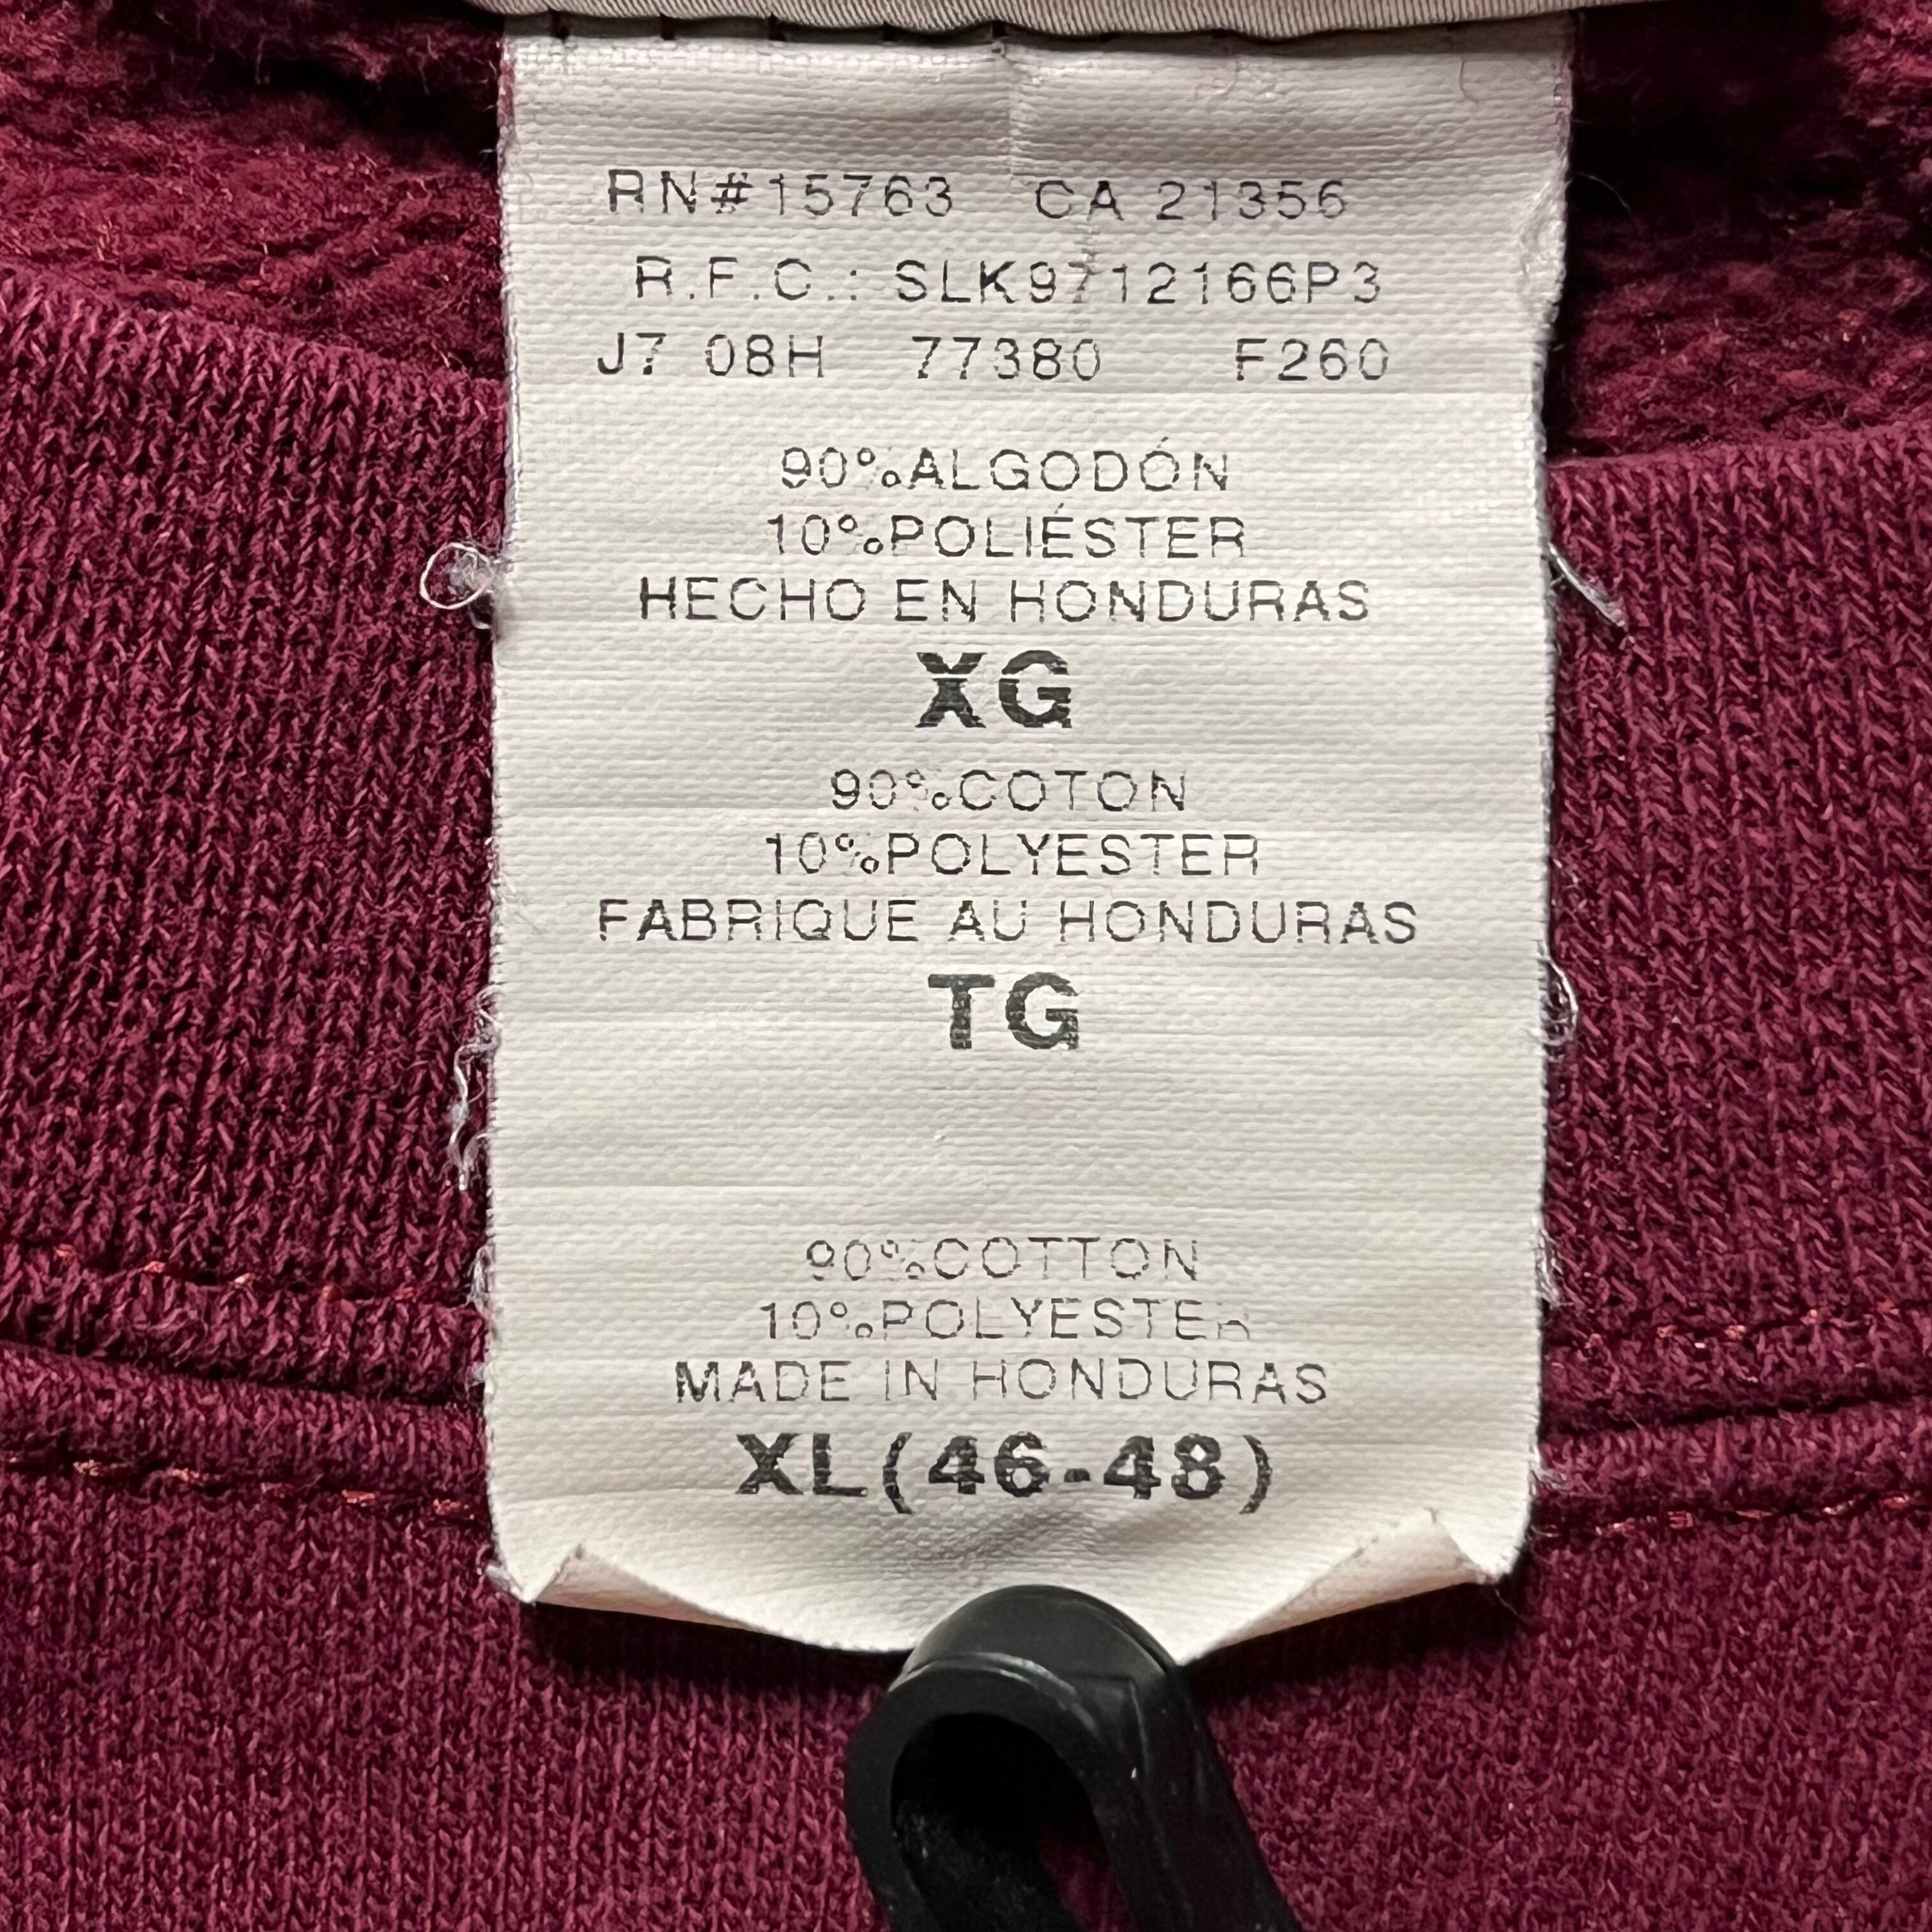 RN#15763 CA 21356
R.F.C.: SLK9712166P3
J7 08H 77380 F260
90%ALGODÓN
10%POLIÉSTER
HECHO EN HONDURAS
XG
90%COTON
10%POLYESTER
FABRIQUE AU HONDURAS
TG
90%COTTON
10%POLYESTER
MADE IN HONDURAS
XL(46-48)